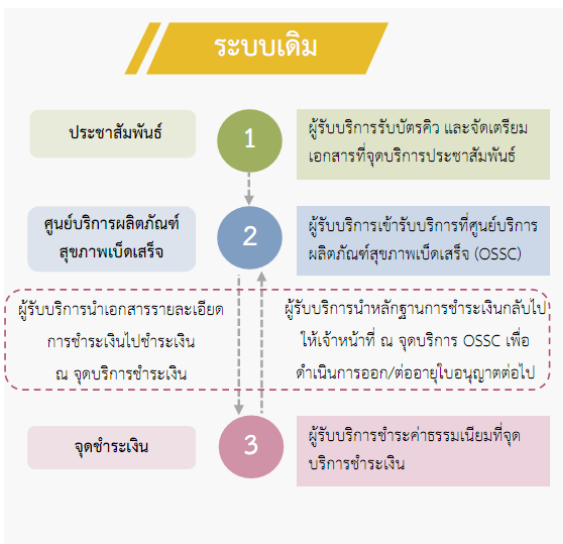 ระบบเดิม
ประชาสัมพันธ์
1
ผู้รับบริการรับบัตรคิว และจัดเตรียม
เอกสารที่จุดบริการประชาสัมพันธ์
ศูนย์บริการผลิตภัณฑ์
สุขภาพเบ็ดเสร็จ
2
ผู้รับบริการเข้ารับบริการที่ศูนย์บริการ
ผลิตภัณฑ์สุขภาพเบ็ดเสร็จ (OSSC)
ผู้รับบริการนำเอกสารรายละเอียด
การชำระเงินไปชำระเงิน
ณ จุดบริการชำระเงิน
ผู้รับบริการนำหลักฐานการชำระเงินกลับไป
ให้เจ้าหน้าที่ ณ จุดบริการ OSSC เพื่อ
ดำเนินการออก/ต่ออายุใบอนุญาตต่อไป
จุดชำระเงิน
3
ผู้รับบริการชำระค่าธรรมเนียมที่จุด
บริการชำระเงิน